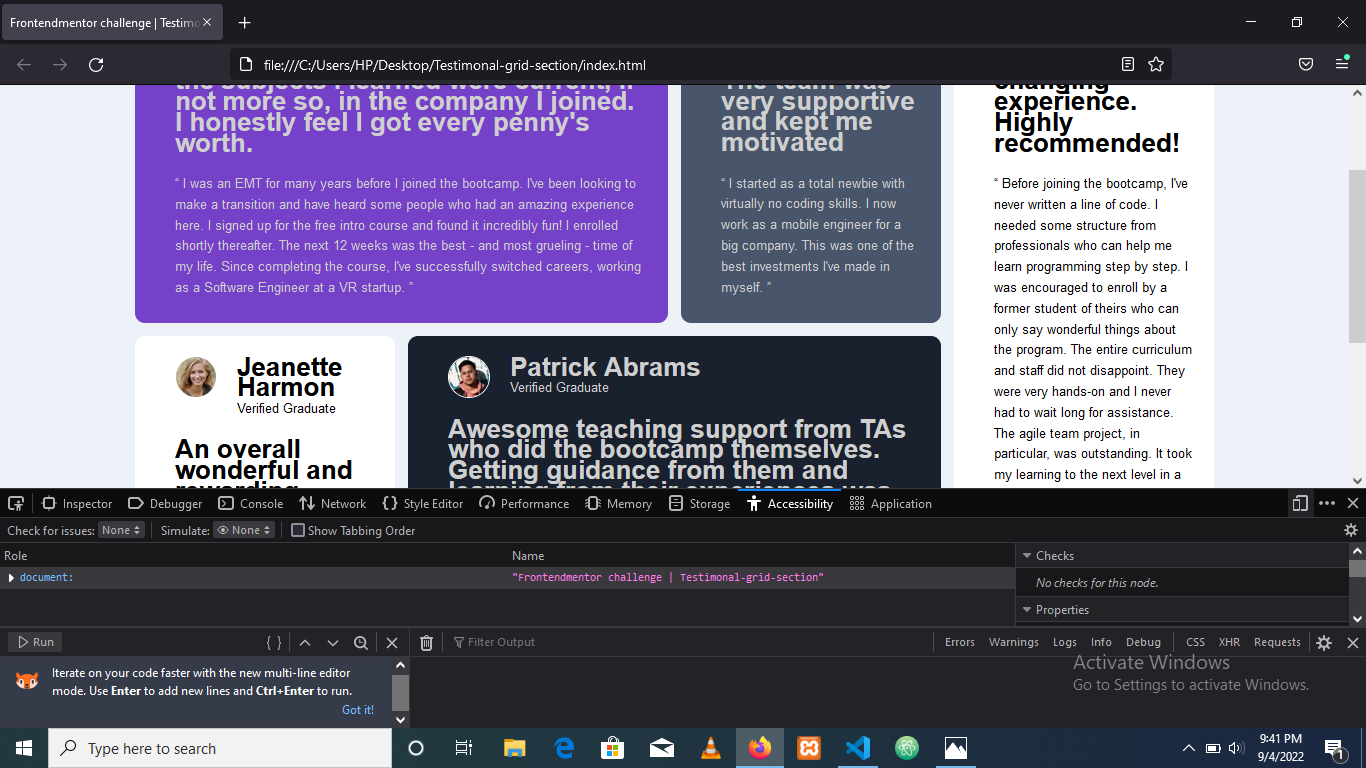 Frontendmentor challenge | Testimo
file:///C:/Users/HP/Desktop/Testimonal-grid-section/index.html
the subjects I learned were current, if
not more so, in the company I joined.
I honestly feel I got every penny's
worth.
“ I was an EMT for many years before I joined the bootcamp. I've been looking to
make a transition and have heard some people who had an amazing experience
here. I signed up for the free intro course and found it incredibly fun! I enrolled
shortly thereafter. The next 12 weeks was the best - and most grueling - time of
my life. Since completing the course, I've successfully switched careers, working
as a Software Engineer at a VR startup. ”
The team was
very supportive
and kept me
motivated
“ I started as a total newbie with
virtually no coding skills. I now
work as a mobile engineer for a
big company. This was one of the
best investments I've made in
myself. ”
changing
experience.
Highly
recommended!
“ Before joining the bootcamp, I've
never written a line of code. I
needed some structure from
professionals who can help me
learn programming step by step. I
was encouraged to enroll by a
former student of theirs who can
only say wonderful things about
the program. The entire curriculum
and staff did not disappoint. They
were very hands-on and I never
had to wait long for assistance.
The agile team project, in
particular, was outstanding. It took
my learning to the next level in a
Jeanette
Harmon
Verified Graduate
An overall
wonderful and
rewarding
Patrick Abrams
Verified Graduate
Awesome teaching support from TAs
who did the bootcamp themselves.
Getting guidance from them and
learning from their experiences was
Inspector Debugger Console Network Style Editor Performance Memory Storage Accessibility Application
Check for issues: None Simulate: None Show Tabbing Order
Role Name
document: "Frontendmentor challenge | Testimonal-grid-section"
Checks
No checks for this node.
Properties
Run { } Filter Output Errors Warnings Logs Info Debug CSS XHR Requests
Iterate on your code faster with the new multi-line editor
mode. Use Enter to add new lines and Ctrl+Enter to run.
Got it!
Activate Windows
Go to Settings to activate Windows.
Type here to search
9:41 PM
9/4/2022
1